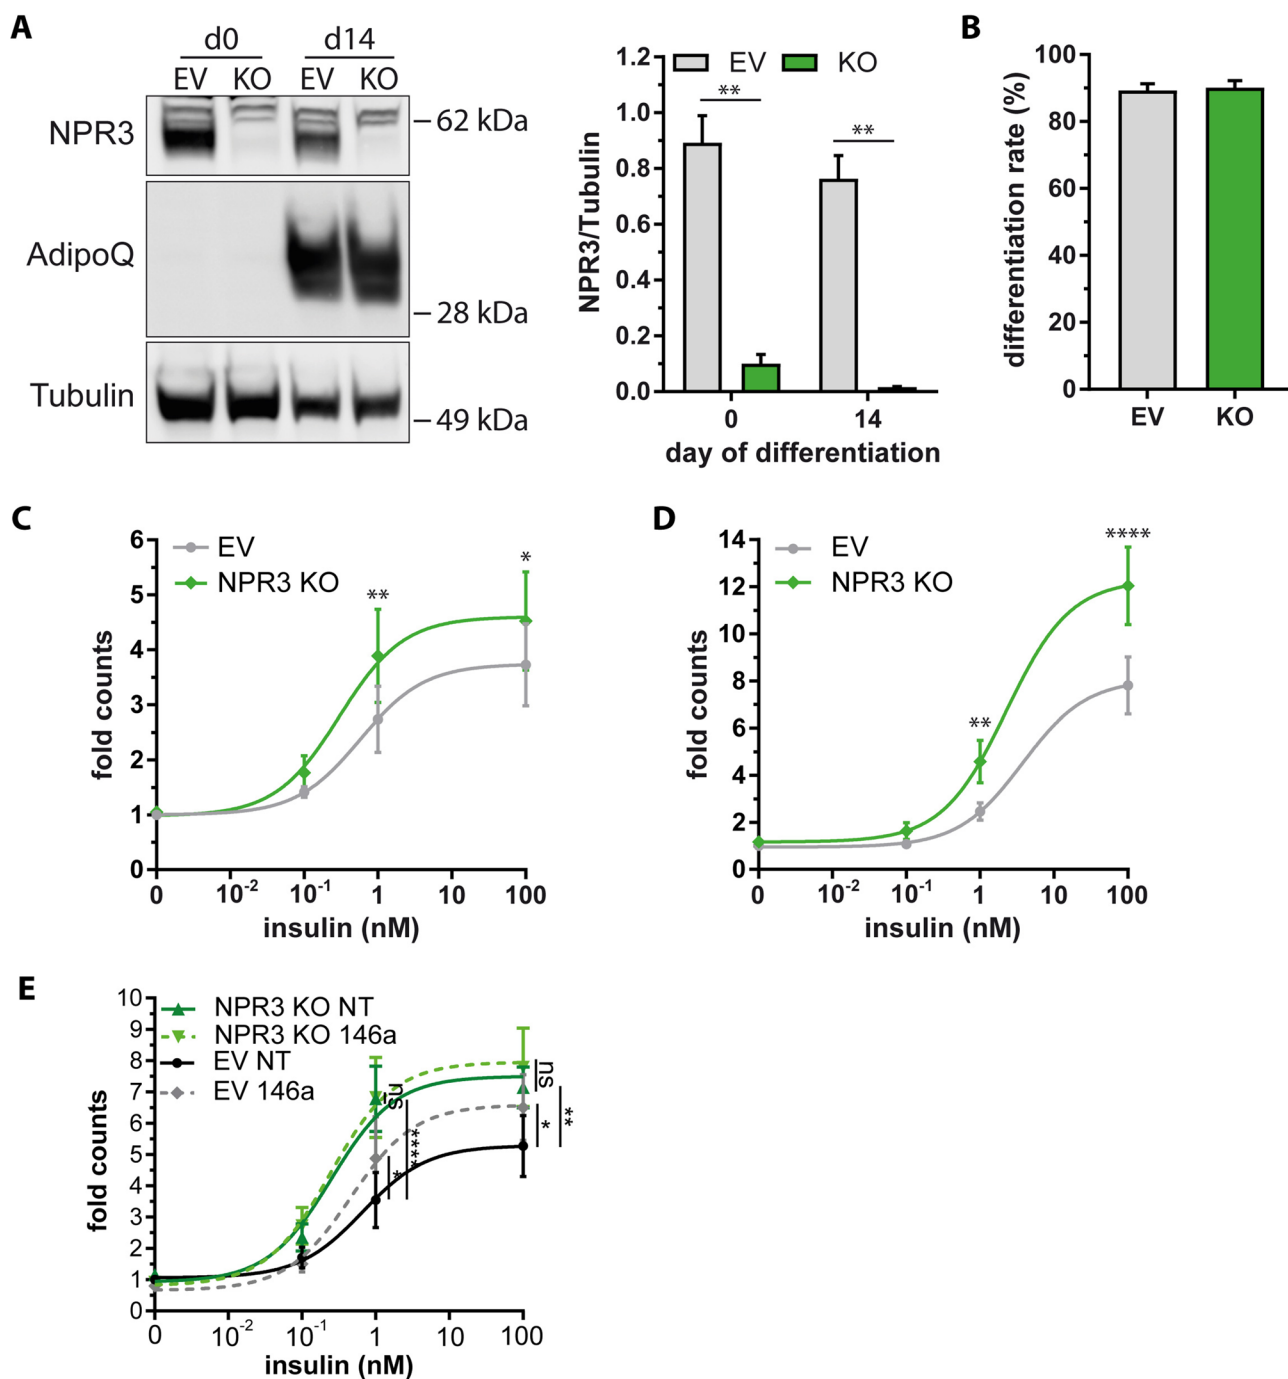 A
d0 d14
EV KO EV KO
NPR3
62 kDa
AdipoQ
28 kDa
Tubulin
49 kDa
EV KO
NPR3/Tubulin
1.2
1.0
0.8
0.6
0.4
0.2
0.0
**
**
0 14
day of differentiation
B
differentiation rate (%)
100
80
60
40
20
0
EV KO
C
EV
NPR3 KO
fold counts
6
5
4
3
2
1
0
**
*
0 10-2 10-1 1 10 100
insulin (nM)
D
EV
NPR3 KO
fold counts
14
12
10
8
6
4
2
0
**
****
0 10-2 10-1 1 10 100
insulin (nM)
E
NPR3 KO NT
NPR3 KO 146a
EV NT
EV 146a
fold counts
10
9
8
7
6
5
4
3
2
1
0
ns
*
****
ns
*
**
0 10-2 10-1 1 10 100
insulin (nM)